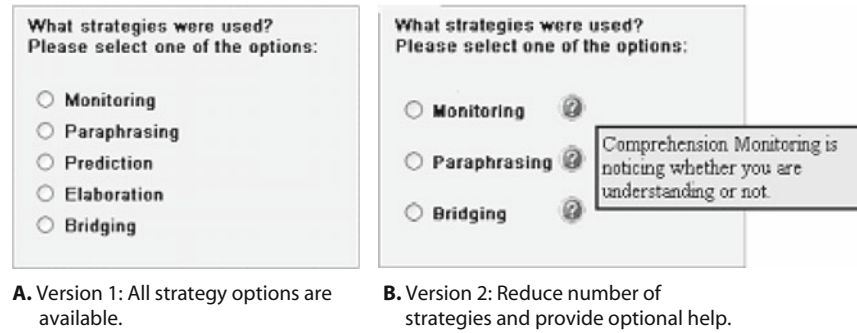 What strategies were used?
Please select one of the options:
Monitoring
Paraphrasing
Prediction
Elaboration
Bridging
What strategies were used?
Please select one of the options:
Monitoring
Paraphrasing
Bridging
Comprehension Monitoring is
noticing whether you are
understanding or not.
A. Version 1: All strategy options are
available.
B. Version 2: Reduce number of
strategies and provide optional help.